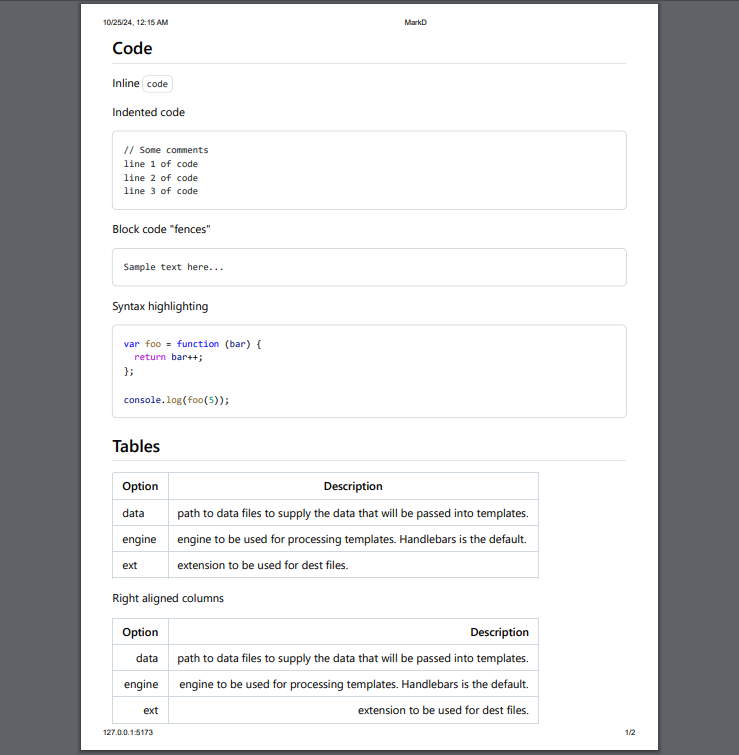 10/25/24, 12:15 AM MarkD
Code
Inline code
Indented code
// Some comments
line 1 of code
line 2 of code
line 3 of code
Block code "fences"
Sample text here...
Syntax highlighting
var foo = function (bar) {
  return bar++;
};
console.log(foo(5));
Tables
Option Description
data path to data files to supply the data that will be passed into templates.
engine engine to be used for processing templates. Handlebars is the default.
ext extension to be used for dest files.
Right aligned columns
Option Description
data path to data files to supply the data that will be passed into templates.
engine engine to be used for processing templates. Handlebars is the default.
ext extension to be used for dest files.
127.0.0.1:5173 1/2